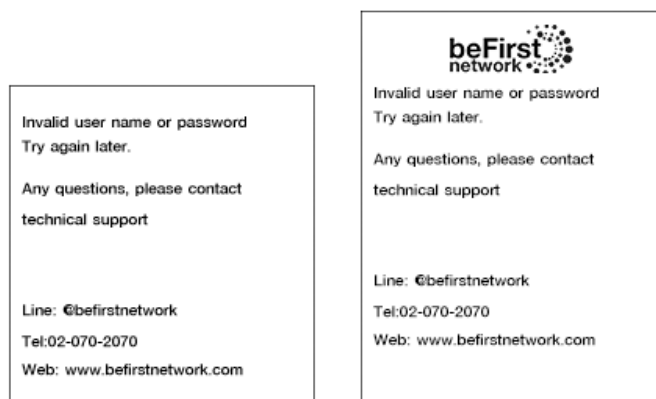 Invalid user name or password
Try again later.
Any questions, please contact
technical support
Line: @befirstnetwork
Tel:02-070-2070
Web: www.befirstnetwork.com
beFirst
network
Invalid user name or password
Try again later.
Any questions, please contact
technical support
Line: @befirstnetwork
Tel:02-070-2070
Web: www.befirstnetwork.com